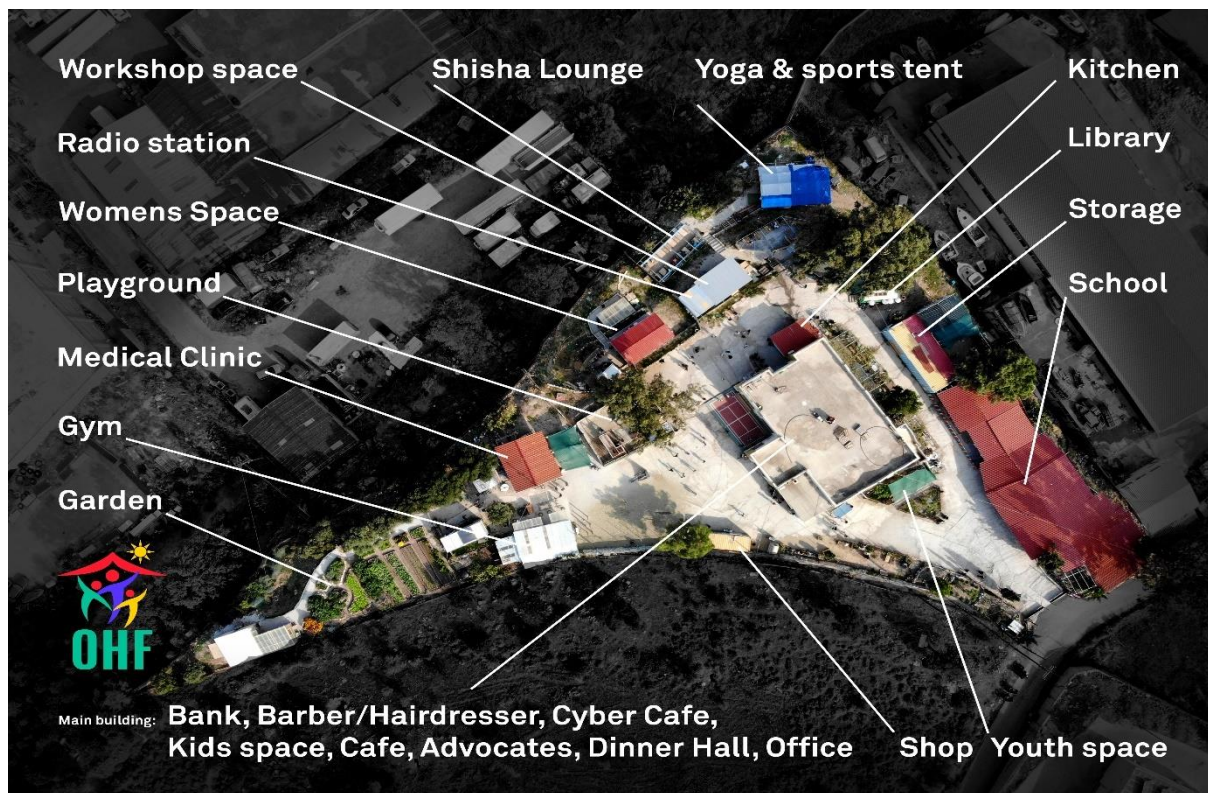 Workshop space
Shisha Lounge
Yoga & sports tent
Kitchen
Radio station
Library
Womens Space
Storage
Playground
School
Medical Clinic
Gym
Garden
OHF
Main building: Bank, Barber/Hairdresser, Cyber Cafe,
Kids space, Cafe, Advocates, Dinner Hall, Office
Shop
Youth space